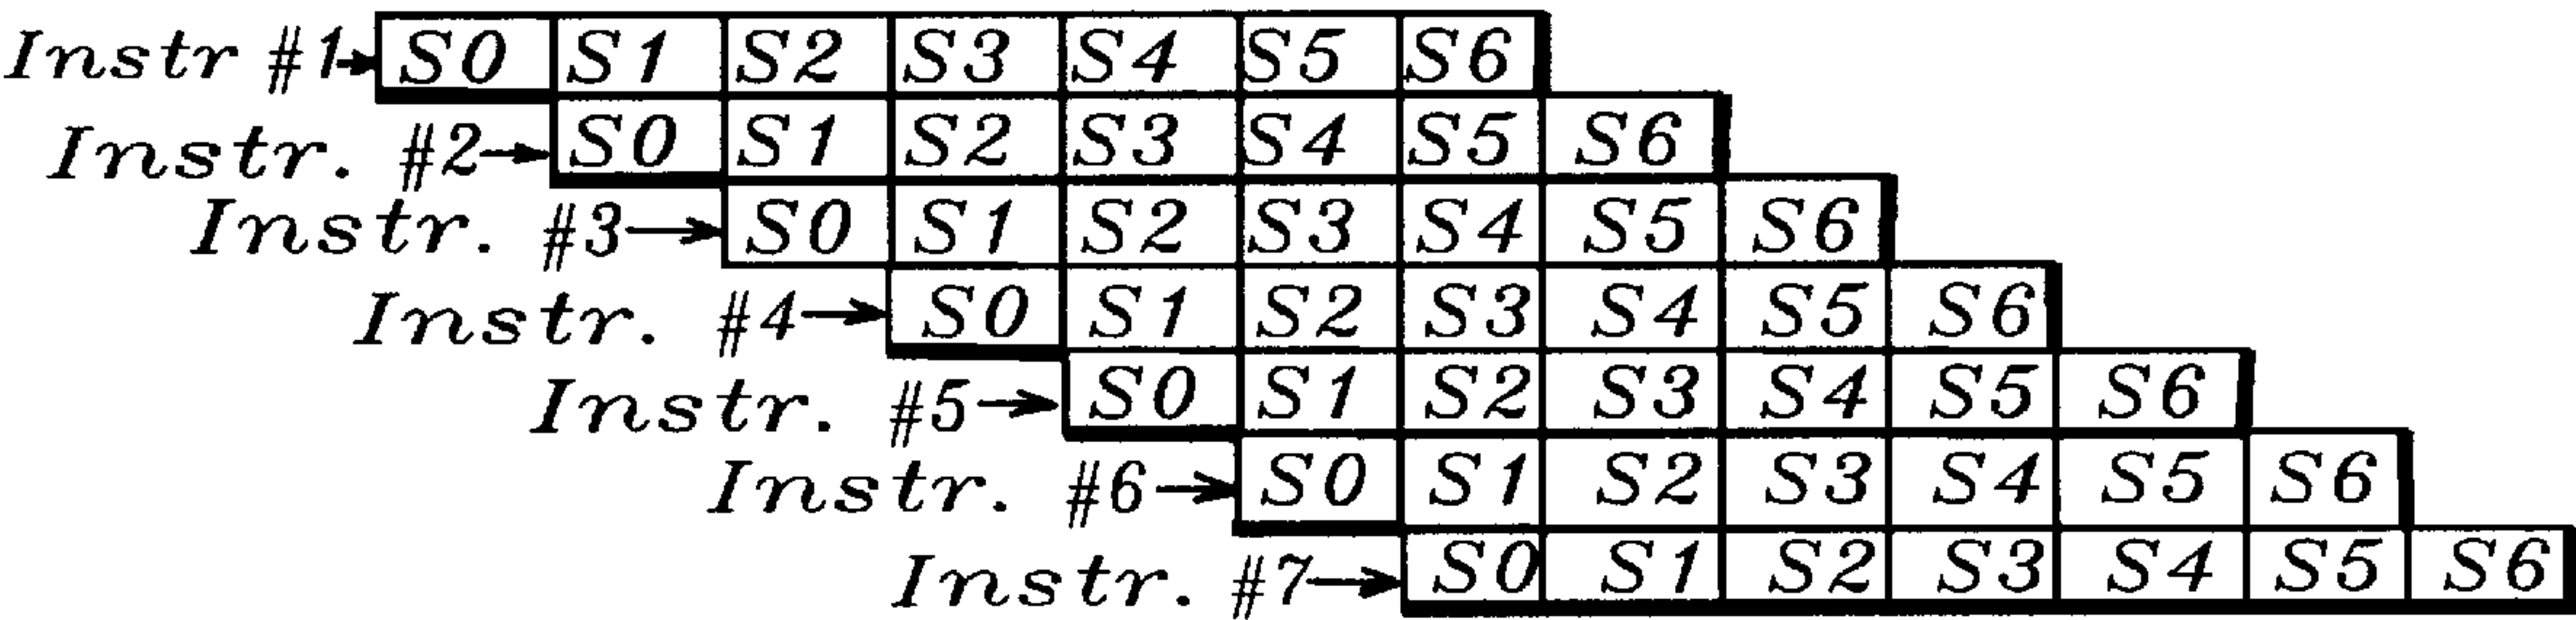 Instr #1 S0 S1 S2 S3 S4 S5 S6
Instr. #2 S0 S1 S2 S3 S4 S5 S6
Instr. #3 S0 S1 S2 S3 S4 S5 S6
Instr. #4 S0 S1 S2 S3 S4 S5 S6
Instr. #5 S0 S1 S2 S3 S4 S5 S6
Instr. #6 S0 S1 S2 S3 S4 S5 S6
Instr. #7 S0 S1 S2 S3 S4 S5 S6